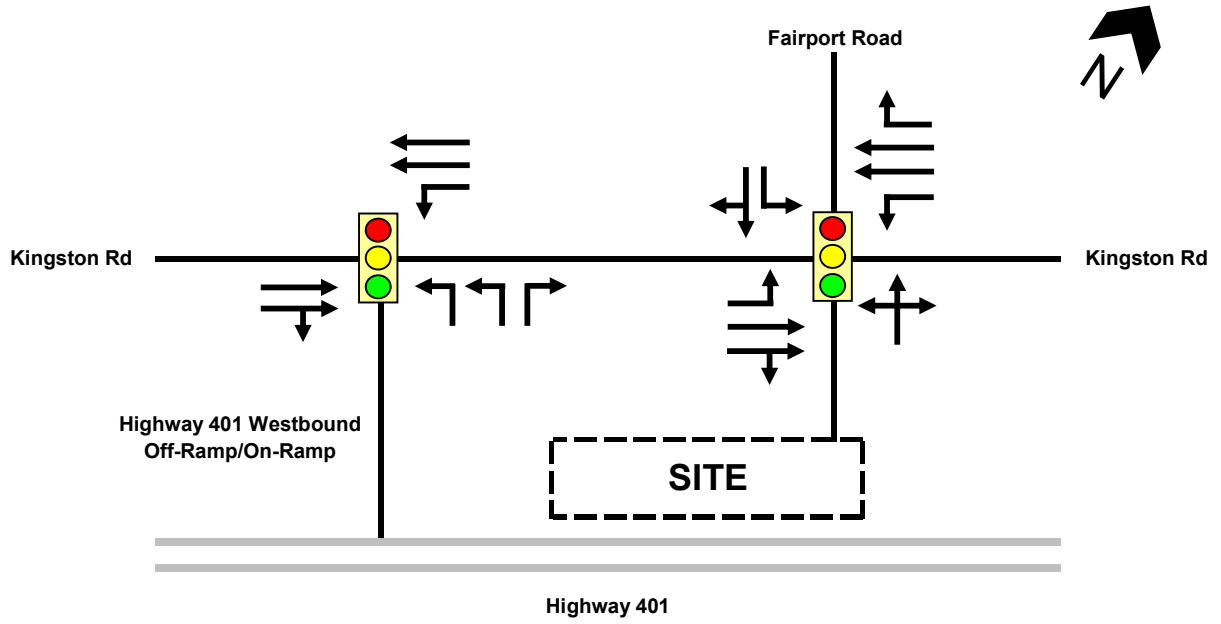 Fairport Road
N
Kingston Rd
Kingston Rd
Highway 401 Westbound
Off-Ramp/On-Ramp
SITE
Highway 401